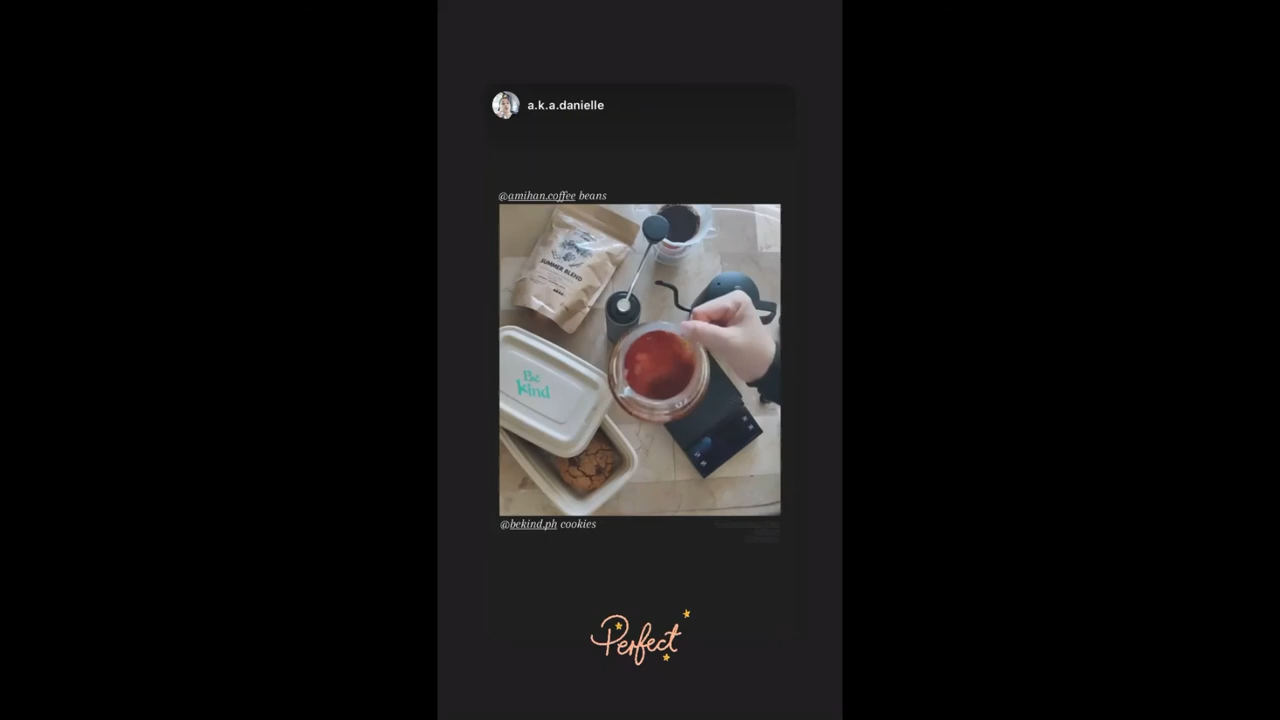 a.k.a.danielle
@amihan.coffee beans
SUMMER BLEND
Be
kind
@bekind.ph cookies
Perfect